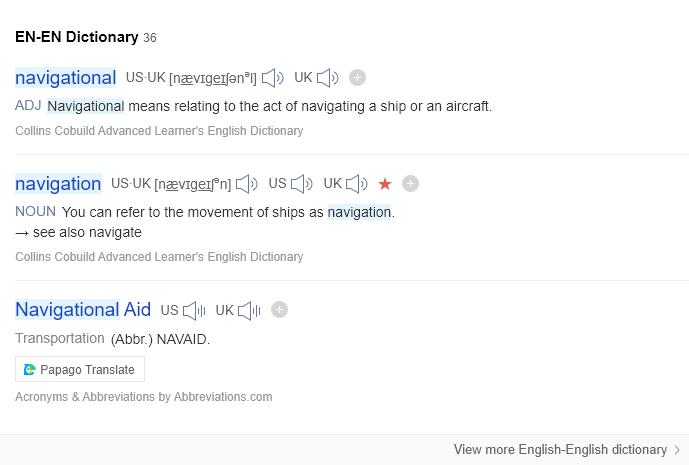 EN-EN Dictionary 36
navigational US·UK [nævɪgeɪʃənᵊl] UK
ADJ Navigational means relating to the act of navigating a ship or an aircraft.
Collins Cobuild Advanced Learner's English Dictionary
navigation US·UK [nævɪgeɪʃᵊn] US UK
NOUN You can refer to the movement of ships as navigation.
→ see also navigate
Collins Cobuild Advanced Learner's English Dictionary
Navigational Aid US UK
Transportation (Abbr.) NAVAID.
Papago Translate
Acronyms & Abbreviations by Abbreviations.com
View more English-English dictionary